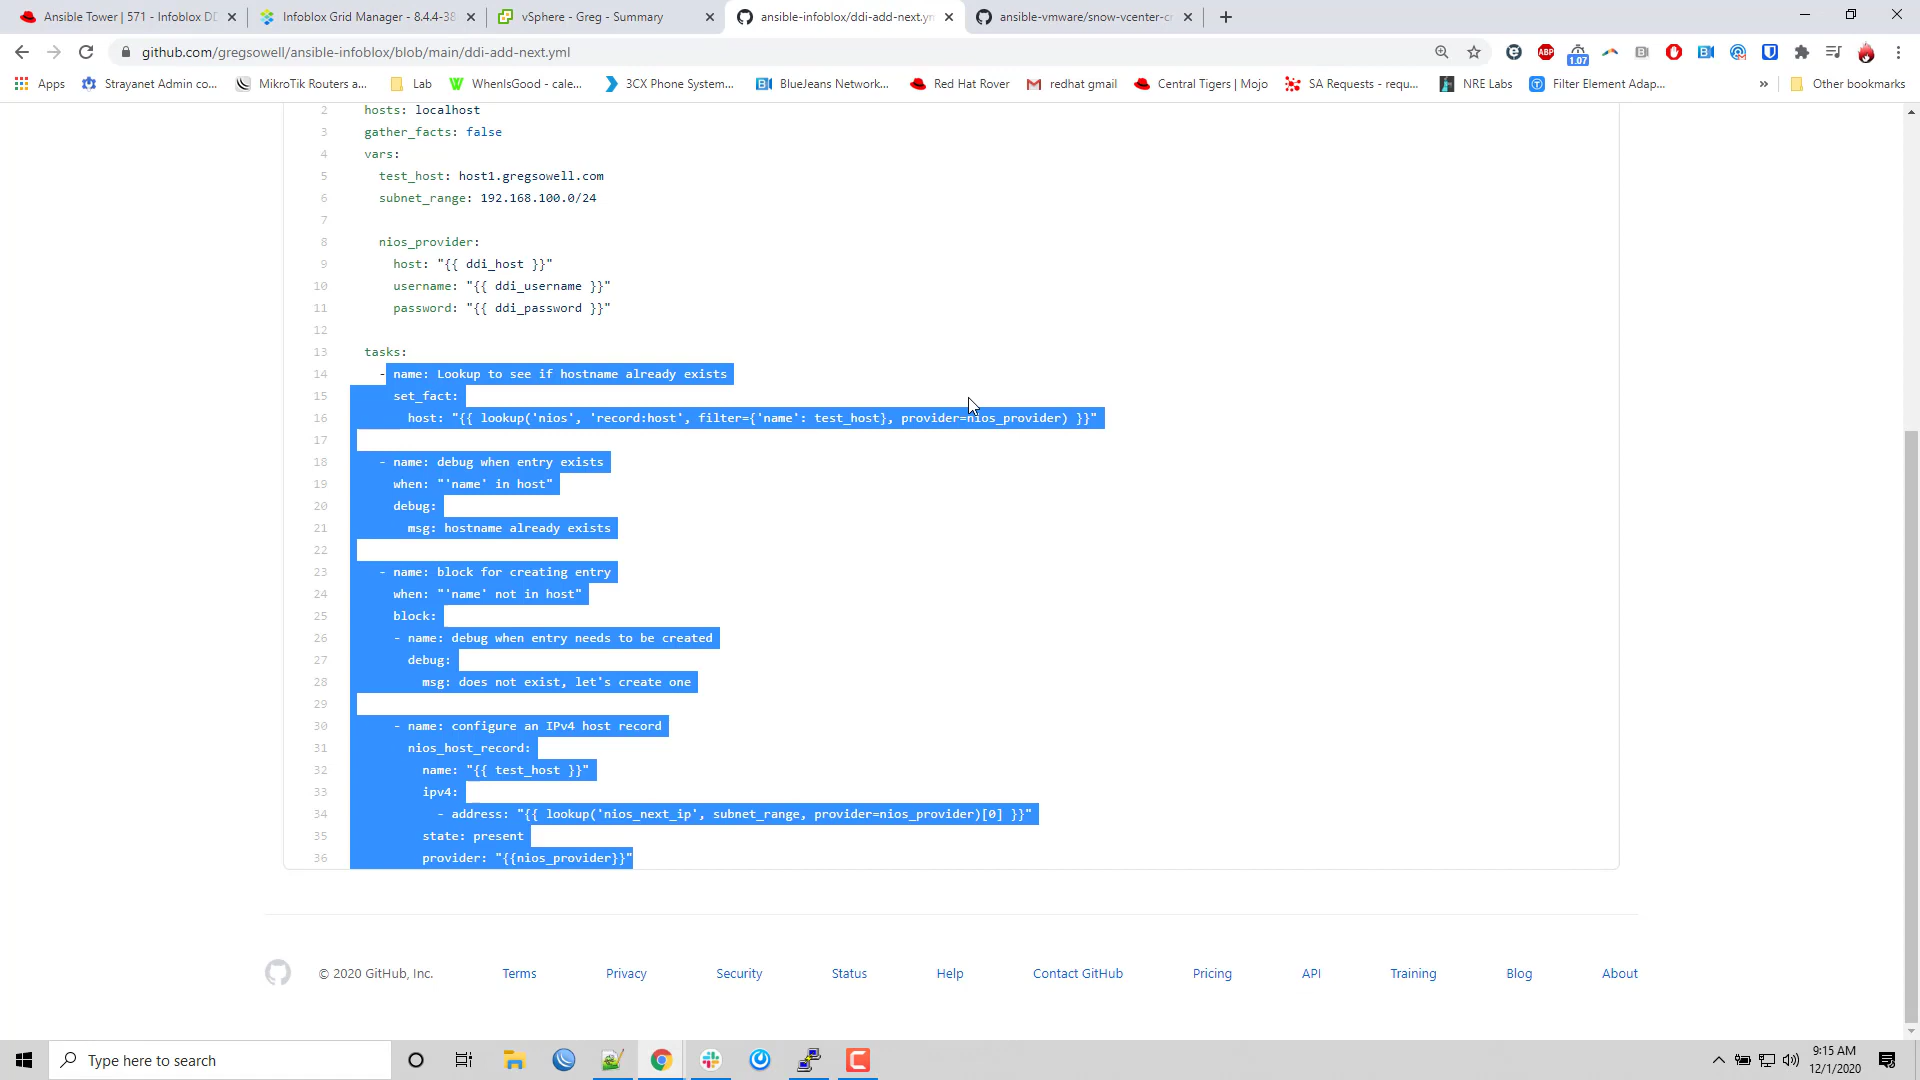 Ansible Tower | 571 - Infoblox DD
Infoblox Grid Manager - 8.4.4-38
vSphere - Greg - Summary
ansible-infoblox/ddi-add-next.ym
ansible-vmware/snow-vcenter-cr
github.com/gregsowell/ansible-infoblox/blob/main/ddi-add-next.yml
ABP
1.07
Apps
Strayanet Admin co...
MikroTik Routers a...
Lab
WhenIsGood - cale...
3CX Phone System...
BlueJeans Network...
Red Hat Rover
redhat gmail
Central Tigers | Mojo
SA Requests - requ...
NRE Labs
Filter Element Adap...
»
Other bookmarks
2 hosts: localhost
3 gather_facts: false
4 vars:
5 test_host: host1.gregsowell.com
6 subnet_range: 192.168.100.0/24
7
8 nios_provider:
9 host: "{{ ddi_host }}"
10 username: "{{ ddi_username }}"
11 password: "{{ ddi_password }}"
12
13 tasks:
14 - name: Lookup to see if hostname already exists
15 set_fact:
16 host: "{{ lookup('nios', 'record:host', filter={'name': test_host}, provider=nios_provider) }}"
17
18 - name: debug when entry exists
19 when: "'name' in host"
20 debug:
21 msg: hostname already exists
22
23 - name: block for creating entry
24 when: "'name' not in host"
25 block:
26 - name: debug when entry needs to be created
27 debug:
28 msg: does not exist, let's create one
29
30 - name: configure an IPv4 host record
31 nios_host_record:
32 name: "{{ test_host }}"
33 ipv4:
34 - address: "{{ lookup('nios_next_ip', subnet_range, provider=nios_provider)[0] }}"
35 state: present
36 provider: "{{nios_provider}}"
© 2020 GitHub, Inc.
Terms
Privacy
Security
Status
Help
Contact GitHub
Pricing
API
Training
Blog
About
Type here to search
9:15 AM
12/1/2020